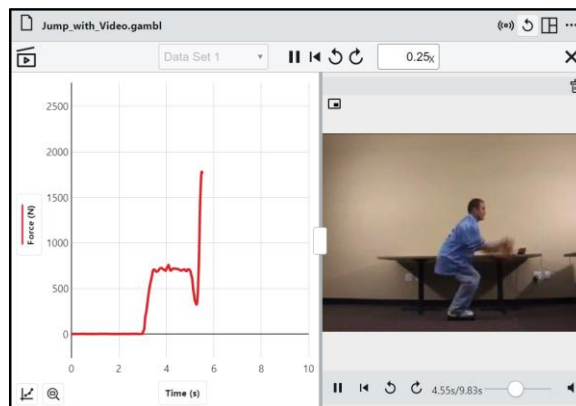 Jump_with_Video.gambl
Data Set 1
0.25x
2500
2000
1500
1000
500
0
Force (N)
0 2 4 6 8 10
Time (s)
4.55s/9.83s